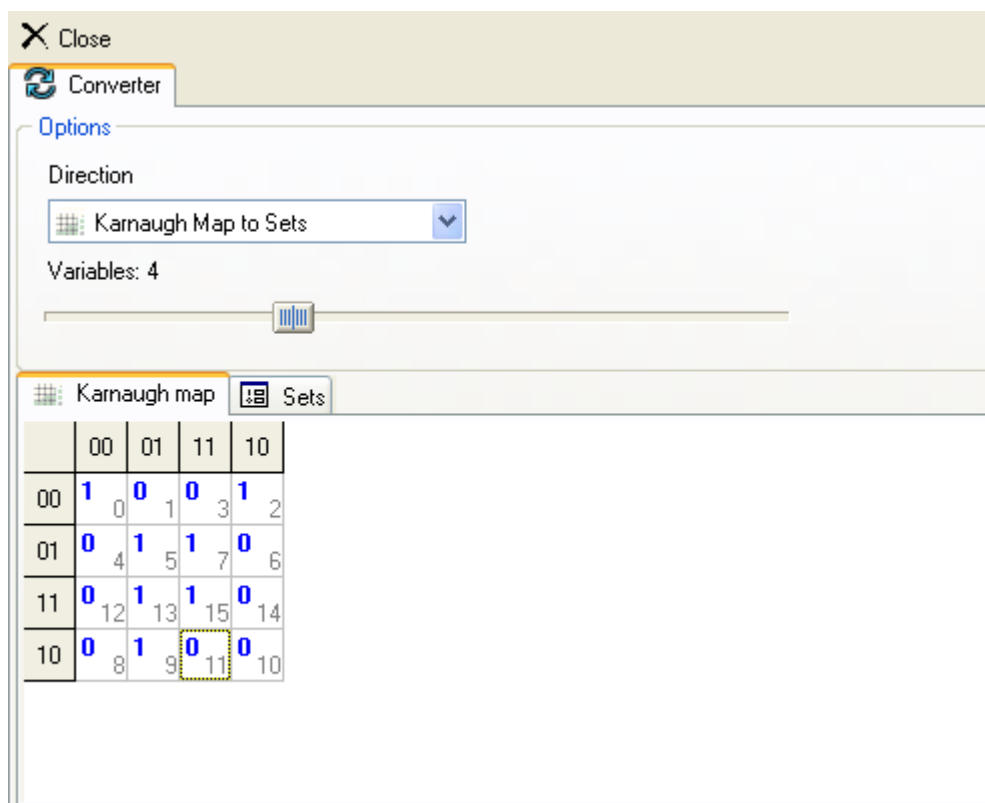 Close
Converter
Options
Direction
Karnaugh Map to Sets
Variables: 4
Karnaugh map Sets
00 01 11 10
00 1 0 0 1 0 3 1 2
01 0 4 1 5 1 7 0 6
11 0 12 1 13 1 15 0 14
10 0 8 1 9 0 11 0 10